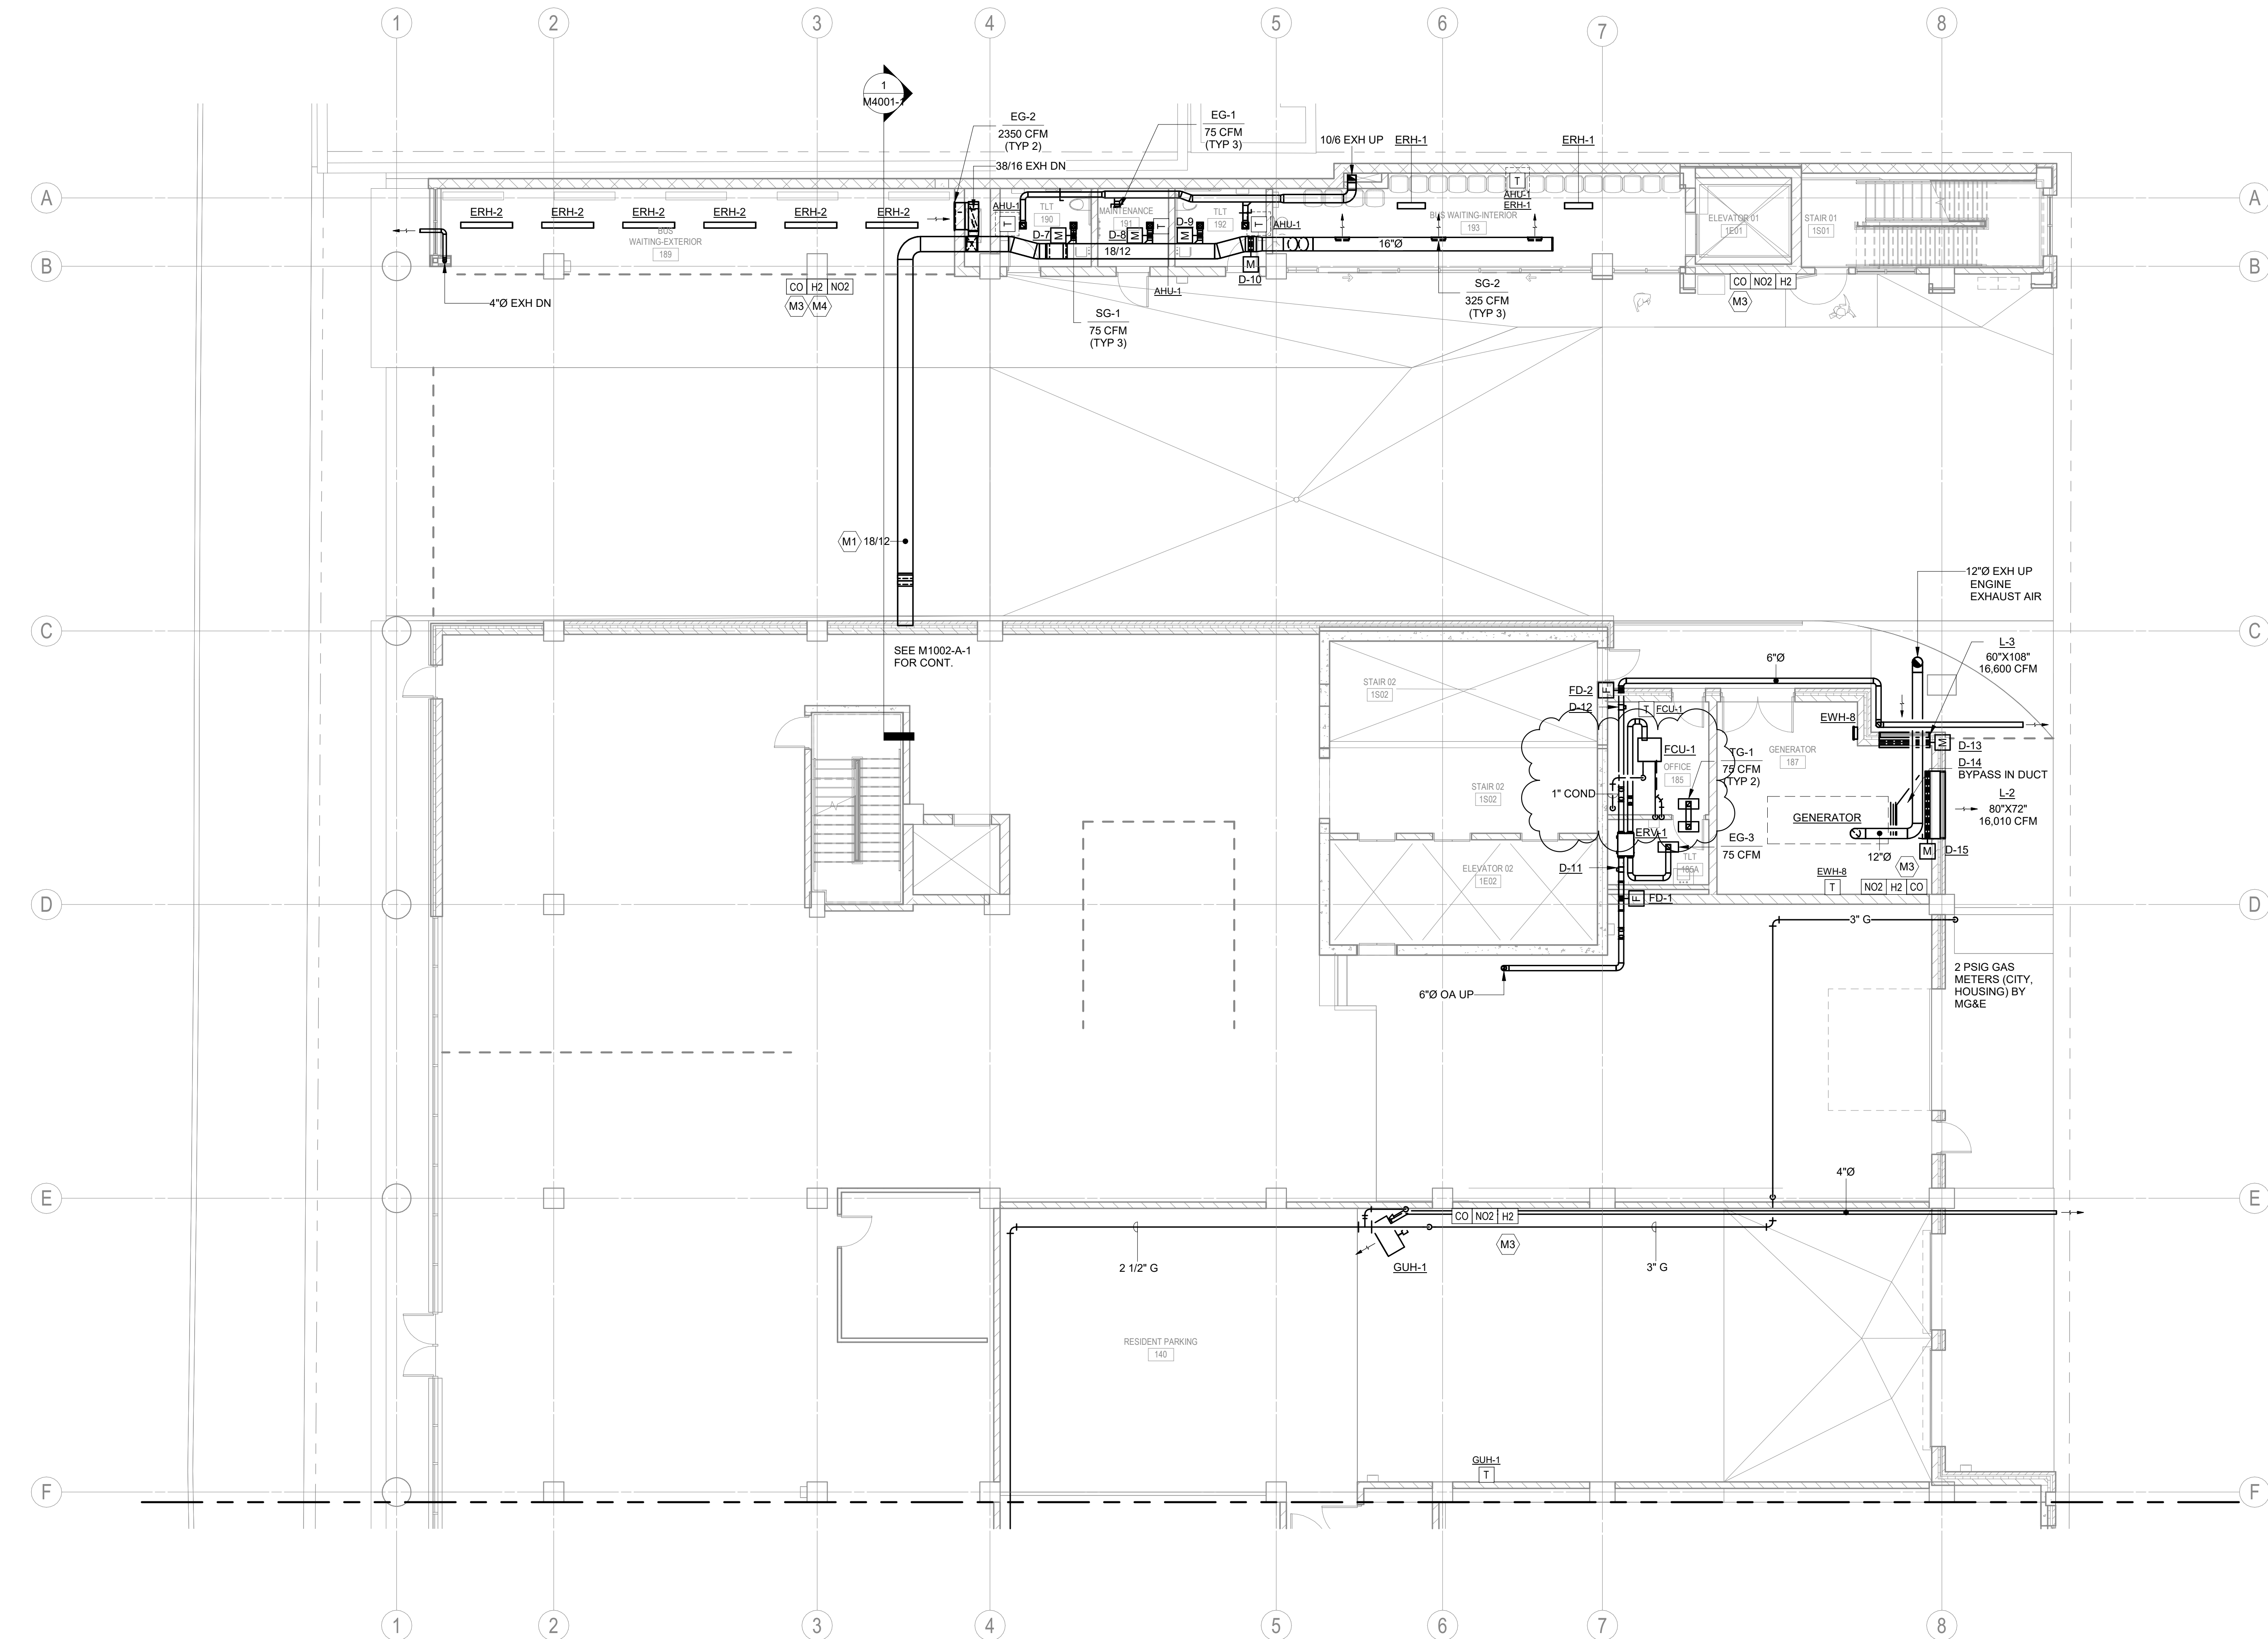 1
2
3
4
5
6
7
8
1
M4001-1
EG-2
2350 CFM
(TYP 2)
EG-1
75 CFM
(TYP 3)
10/6 EXH UP
ERH-1
ERH-1
38/16 EXH DN
A
A
ERH-2
ERH-2
ERH-2
ERH-2
ERH-2
ERH-2
BUS
WAITING-EXTERIOR
189
AHU-1
T
TLT
190
MAINTENANCE
191
T
TLT
192
T
AHU-1
T
AHU-1
ERH-1
BUS WAITING-INTERIOR
193
ELEVATOR 01
1E01
STAIR 01
1S01
D-7
M
D-8
M
D-9
M
18/12
16"Ø
B
B
M
D-10
AHU-1
4"Ø EXH DN
CO
H2
NO2
M3
M4
SG-1
75 CFM
(TYP 3)
SG-2
325 CFM
(TYP 3)
CO
NO2
H2
M3
M1
18/12
12"Ø EXH UP
ENGINE
EXHAUST AIR
C
C
SEE M1002-A-1
FOR CONT.
L-3
60"X108"
16,600 CFM
6"Ø
STAIR 02
1S02
FD-2
F
D-12
T
FCU-1
EWH-8
FCU-1
TG-1
75 CFM
(TYP 2)
OFFICE
185
GENERATOR
187
M
D-13
D-14
BYPASS IN DUCT
STAIR 02
1S02
1" COND
L-2
80"X72"
16,010 CFM
GENERATOR
ERV-1
EG-3
75 CFM
12"Ø
M
D-15
TLT
185A
ELEVATOR 02
1E02
D-11
M3
EWH-8
T
NO2
H2
CO
F
FD-1
D
D
3" G
6"Ø OA UP
2 PSIG GAS
METERS (CITY,
HOUSING) BY
MG&E
4"Ø
E
E
CO
NO2
H2
M3
2 1/2" G
GUH-1
3" G
RESIDENT PARKING
140
GUH-1
T
F
F
1
2
3
4
5
6
7
8